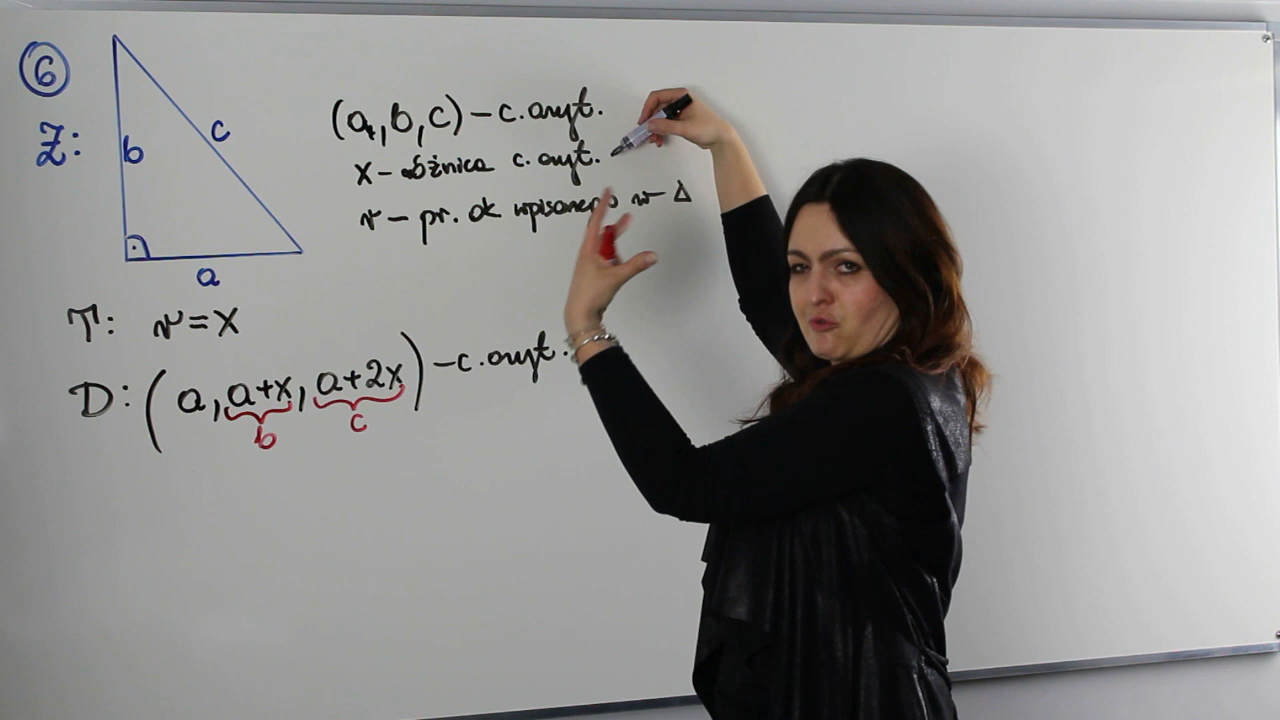 6
Z:
b
c
a
(a, b, c) – c. aryt.
x – różnica c. aryt.
r – pr. ok wpisanego w Δ
T: r = x
D: (a, a+x, a+2x) – c. aryt.
b c